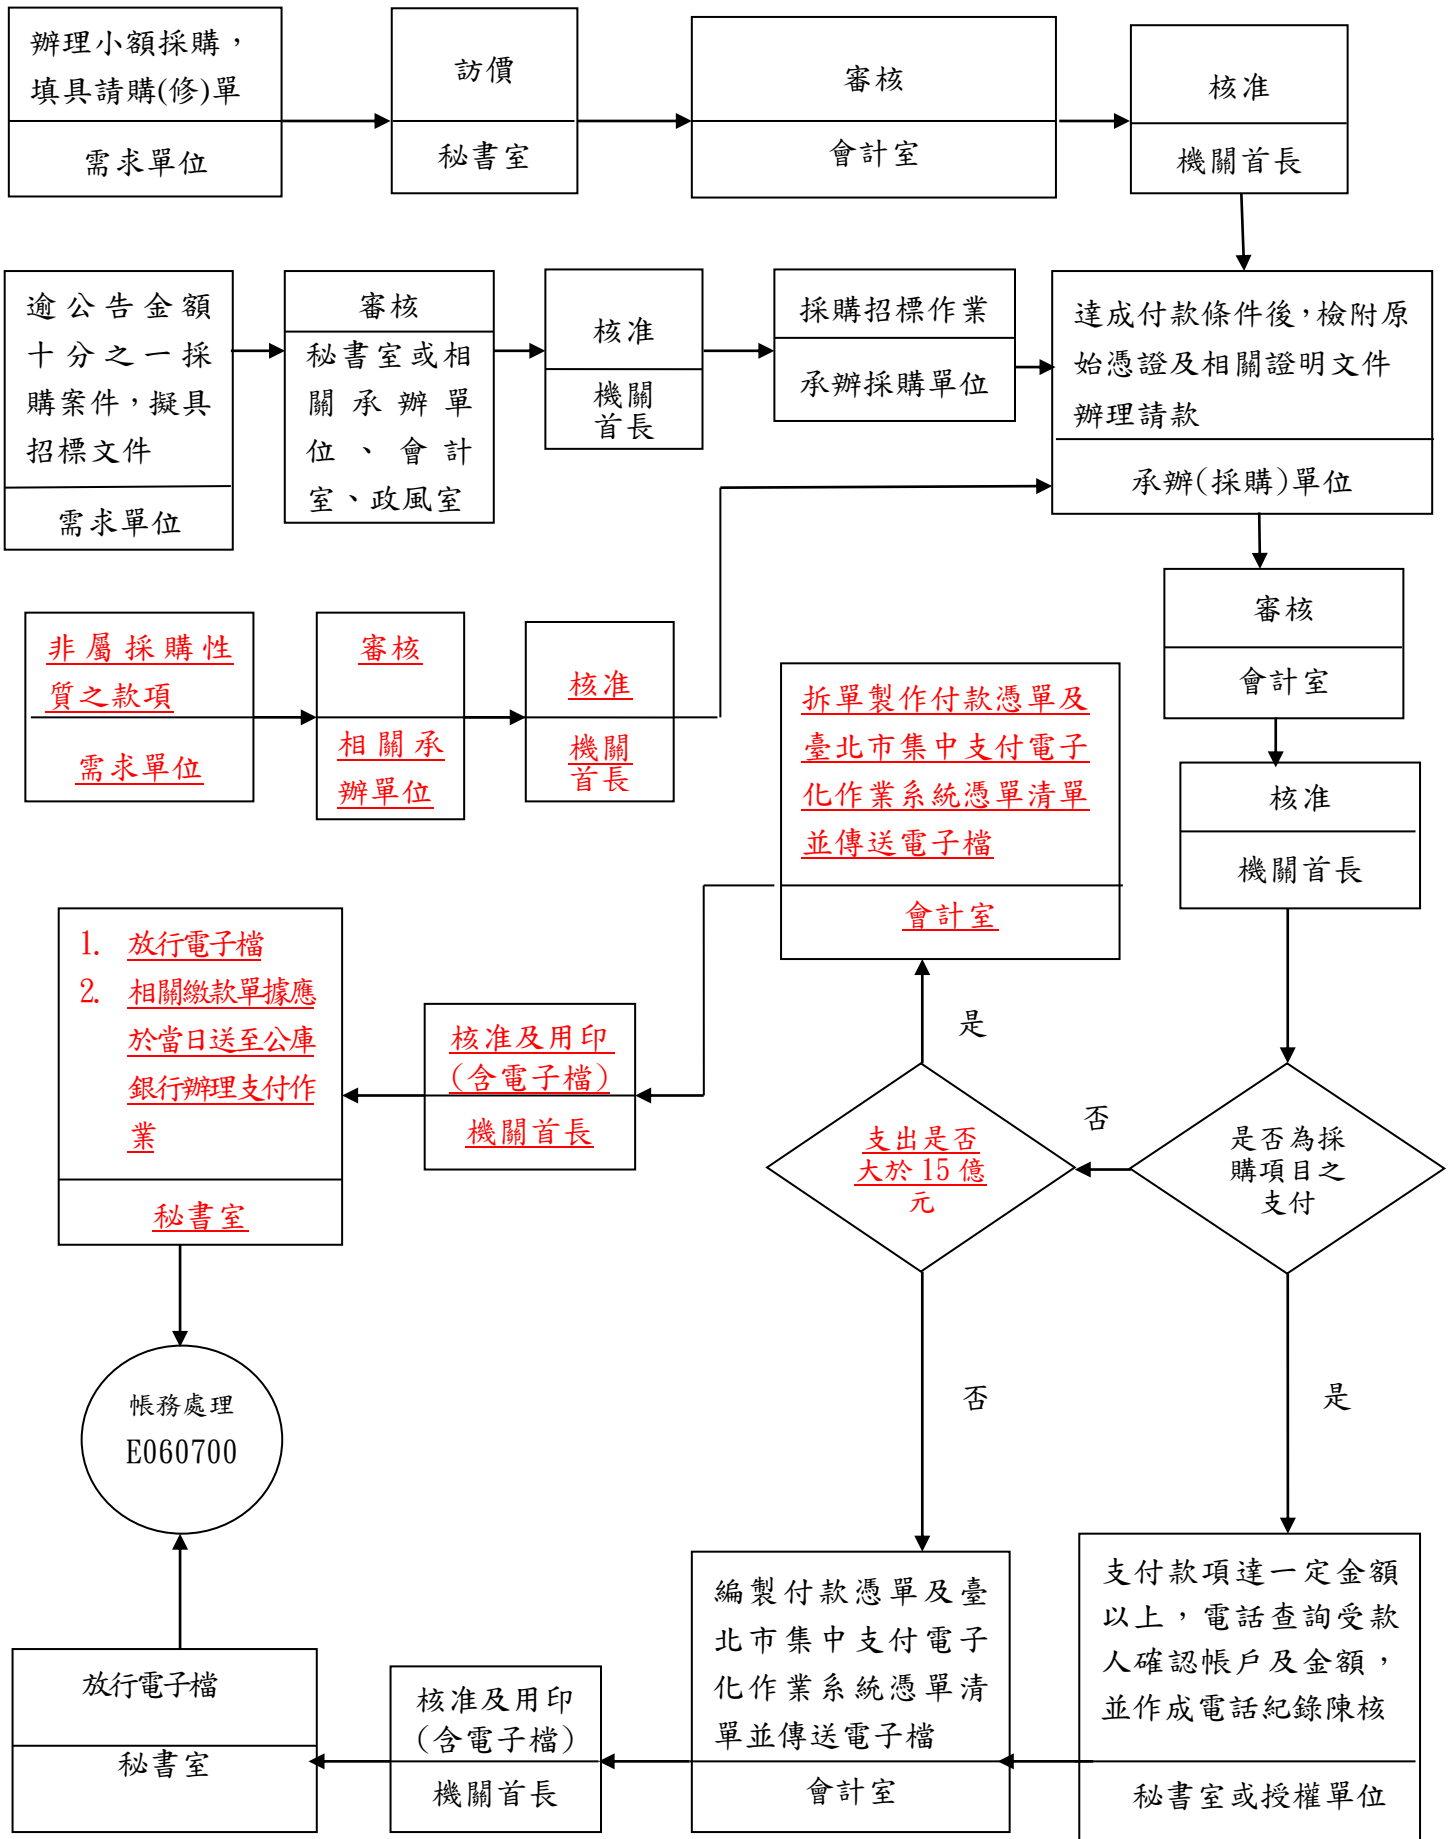 辦理小額採購，
填具請購(修)單
需求單位
訪價
秘書室
審核
會計室
核准
機關首長
逾公告金額
十分之一採
購案件，擬具
招標文件
需求單位
審核
秘書室或相
關承辦單
位、會計
室、政風室
核准
機關
首長
採購招標作業
承辦採購單位
達成付款條件後，檢附原
始憑證及相關證明文件
辦理請款
承辦(採購)單位
非屬採購性
質之款項
需求單位
審核
相關承
辦單位
核准
機關
首長
審核
會計室
核准
機關首長
拆單製作付款憑單及
臺北市集中支付電子
化作業系統憑單清單
並傳送電子檔
會計室
1. 放行電子檔
2. 相關繳款單據應
於當日送至公庫
銀行辦理支付作
業
秘書室
核准及用印
(含電子檔)
機關首長
是
支出是否
大於 15 億
元
否
是否為採
購項目之
支付
否
是
帳務處理
E060700
放行電子檔
秘書室
核准及用印
(含電子檔)
機關首長
編製付款憑單及臺
北市集中支付電子
化作業系統憑單清
單並傳送電子檔
會計室
支付款項達一定金額
以上，電話查詢受款
人確認帳戶及金額，
並作成電話紀錄陳核
秘書室或授權單位